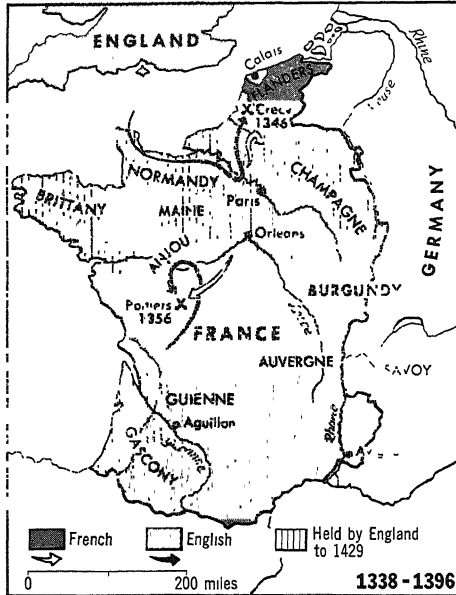 ENGLAND
Calais
FLANDERS
Rhine
Crecy
1346
NORMANDY
CHAMPAGNE
BRITTANY
MAINE
Paris
GERMANY
Orleans
ANJOU
BURGUNDY
Poitiers
1356
FRANCE
Loire
AUVERGNE
SAVOY
GUIENNE
Aguillon
Rhone
GASCONY
French
English
Held by England
to 1429
0 200 miles
1338-1396